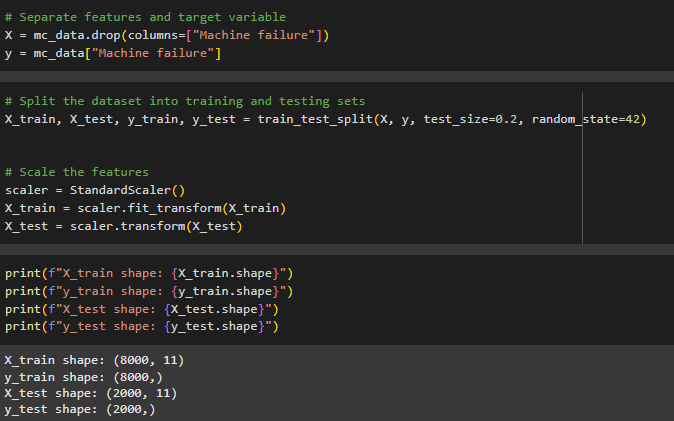 # Separate features and target variable
X = mc_data.drop(columns=["Machine failure"])
y = mc_data["Machine failure"]
# Split the dataset into training and testing sets
X_train, X_test, y_train, y_test = train_test_split(X, y, test_size=0.2, random_state=42)
# Scale the features
scaler = StandardScaler()
X_train = scaler.fit_transform(X_train)
X_test = scaler.transform(X_test)
print(f"X_train shape: {X_train.shape}")
print(f"y_train shape: {y_train.shape}")
print(f"X_test shape: {X_test.shape}")
print(f"y_test shape: {y_test.shape}")
X_train shape: (8000, 11)
y_train shape: (8000,)
X_test shape: (2000, 11)
y_test shape: (2000,)